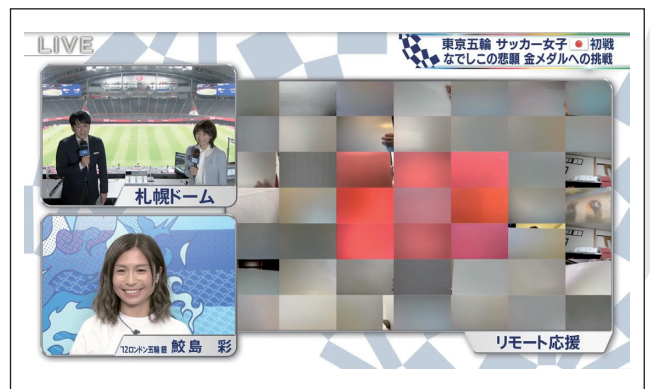 LIVE
東京五輪 サッカー女子 初戦
なでしこの悲願 金メダルへの挑戦
札幌ドーム
'12ロンドン五輪 銀 鮫島 彩
リモート応援